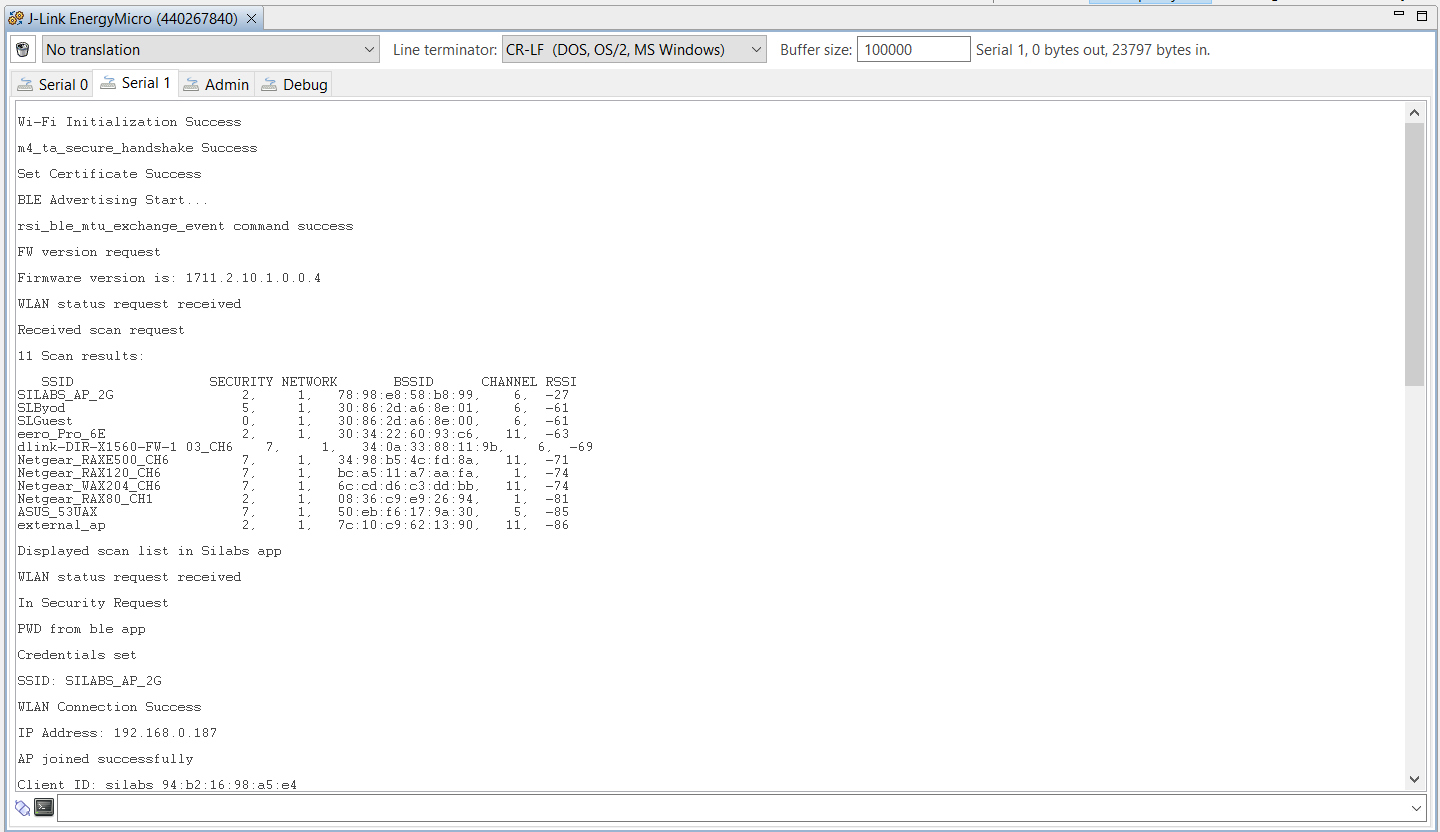 J-Link EnergyMicro (440267840)
No translation
Line terminator: CR-LF (DOS, OS/2, MS Windows)
Buffer size: 100000
Serial 1, 0 bytes out, 23797 bytes in.
Serial 0
Serial 1
Admin
Debug
Wi-Fi Initialization Success
m4_ta_secure_handshake Success
Set Certificate Success
BLE Advertising Start...
rsi_ble_mtu_exchange_event command success
FW version request
Firmware version is: 1711.2.10.1.0.0.4
WLAN status request received
Received scan request
11 Scan results:
SSID SECURITY NETWORK BSSID CHANNEL RSSI
SILABS_AP_2G 2, 1, 78:98:e8:58:b8:99, 6, -27
SLByod 5, 1, 30:86:2d:a6:8e:01, 6, -61
SLGuest 0, 1, 30:86:2d:a6:8e:00, 6, -61
eero_Pro_6E 2, 1, 30:34:22:60:93:c6, 11, -63
dlink-DIR-X1560-FW-1 03_CH6 7, 1, 34:0a:33:88:11:9b, 6, -69
Netgear_RAXE500_CH6 7, 1, 34:98:b5:4c:fd:8a, 11, -71
Netgear_RAX120_CH6 7, 1, bc:a5:11:a7:aa:fa, 1, -74
Netgear_WAX204_CH6 7, 1, 6c:cd:d6:c3:dd:bb, 11, -74
Netgear_RAX80_CH1 2, 1, 08:36:c9:e9:26:94, 1, -81
ASUS_53UAX 7, 1, 50:eb:f6:17:9a:30, 5, -85
external_ap 2, 1, 7c:10:c9:62:13:90, 11, -86
Displayed scan list in Silabs app
WLAN status request received
In Security Request
PWD from ble app
Credentials set
SSID: SILABS_AP_2G
WLAN Connection Success
IP Address: 192.168.0.187
AP joined successfully
Client ID: silabs 94:b2:16:98:a5:e4